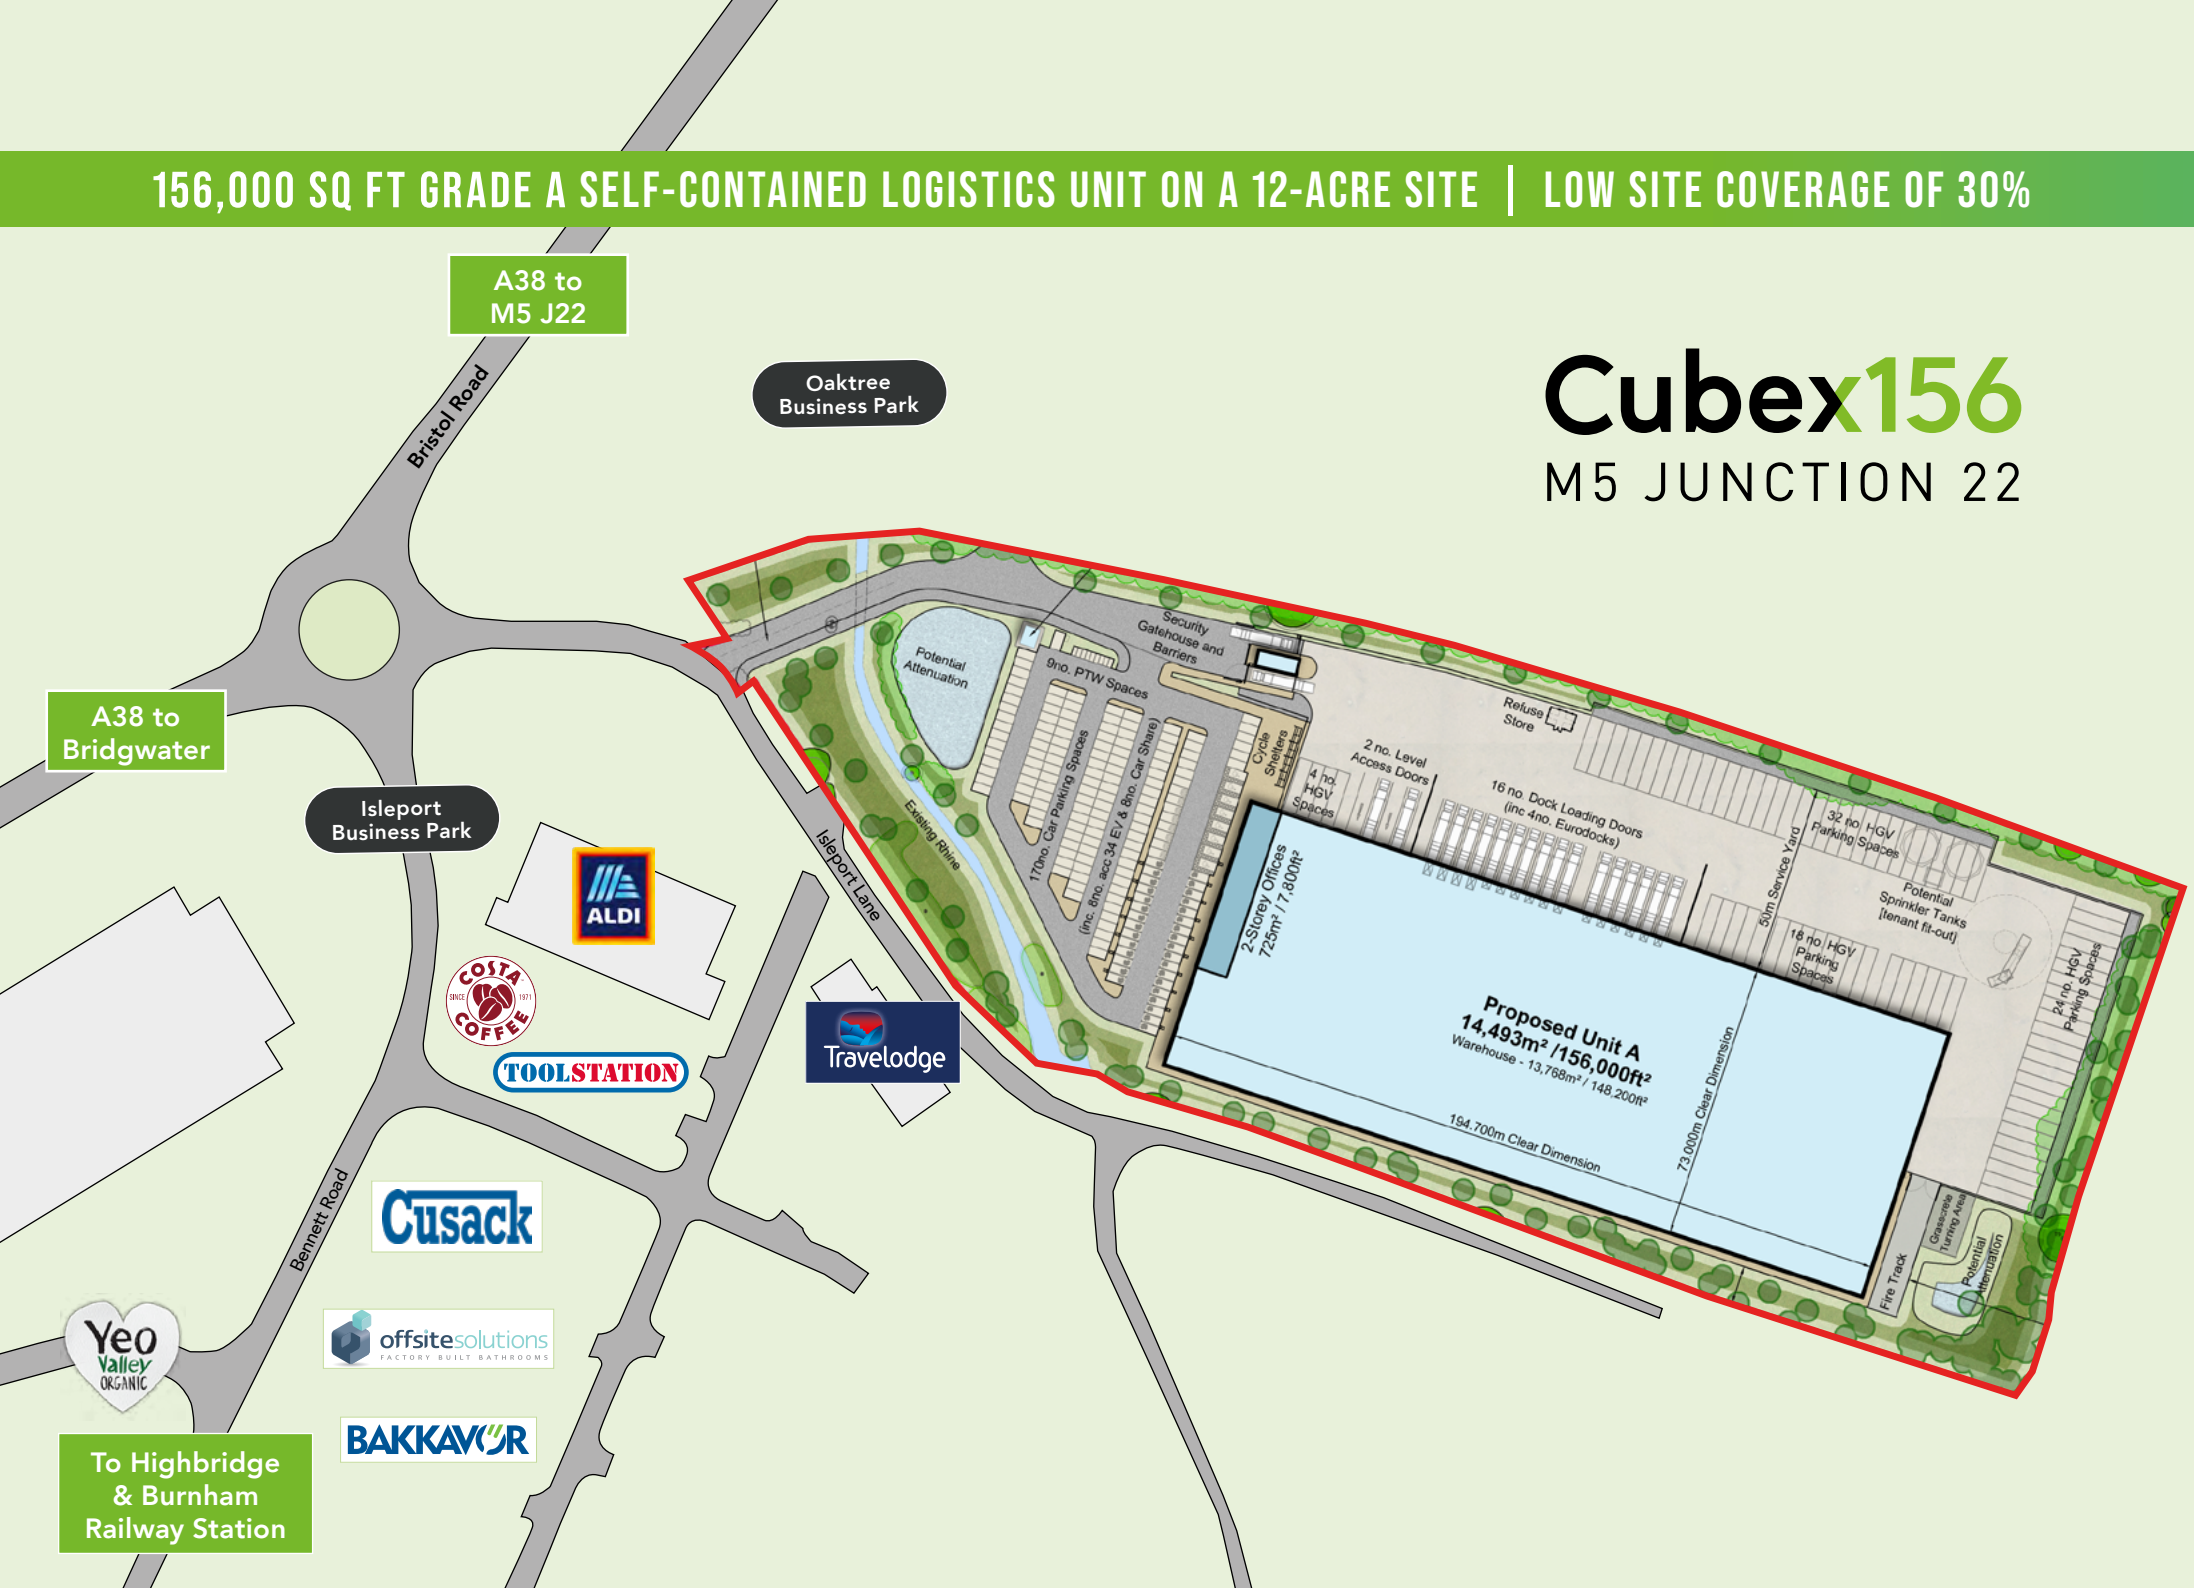 156,000 SQ FT GRADE A SELF-CONTAINED LOGISTICS UNIT ON A 12-ACRE SITE | LOW SITE COVERAGE OF 30%
A38 to
M5 J22
Bristol Road
Oaktree
Business Park
Cubex156
M5 JUNCTION 22
A38 to
Bridgwater
Isleport
Business Park
Potential
Attenuation
Security
Gatehouse and
Barriers
9no. PTW Spaces
Refuse
Store
Cycle
Shelters
2 no. Level
Access Doors
4 no.
HGV
Spaces
16 no. Dock Loading Doors
(inc 4no. Eurodocks)
170no. Car Parking Spaces
(inc. 8no. acc 34 EV & 8no. Car Share)
Existing Rhine
Isleport Lane
2-Storey Offices
725m² / 7,800ft²
50m Service Yard
32 no. HGV
Parking Spaces
Potential
Sprinkler Tanks
[tenant fit-out]
18 no. HGV
Parking
Spaces
24 no. HGV
Parking Spaces
Proposed Unit A
14,493m² /156,000ft²
Warehouse - 13,768m² / 148,200ft²
194.700m Clear Dimension
73.000m Clear Dimension
Fire Track
Grasscrete
Turning Area
Potential
Attenuation
ALDI
COSTA
SINCE 1971
COFFEE
TOOLSTATION
Travelodge
Bennett Road
Cusack
offsitesolutions
FACTORY BUILT BATHROOMS
BAKKAVOR
Yeo
Valley
ORGANIC
To Highbridge
& Burnham
Railway Station